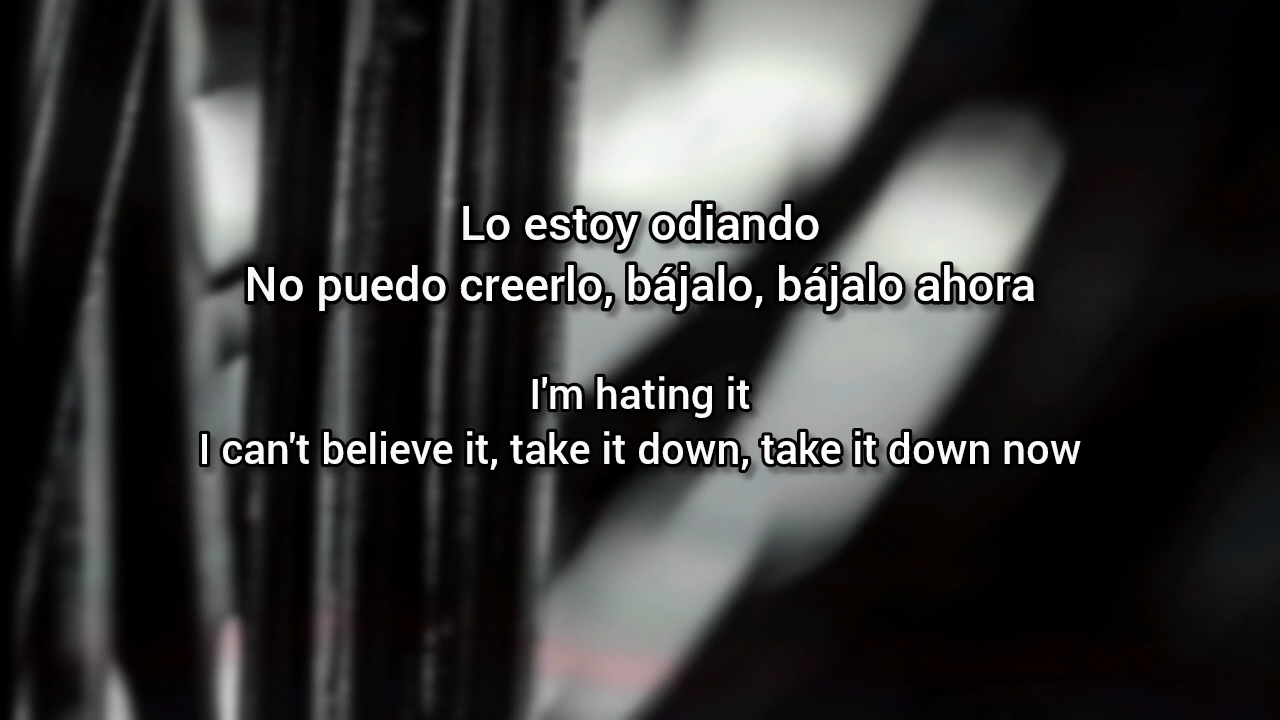 Lo estoy odiando
No puedo creerlo, bájalo, bájalo ahora
I'm hating it
I can't believe it, take it down, take it down now